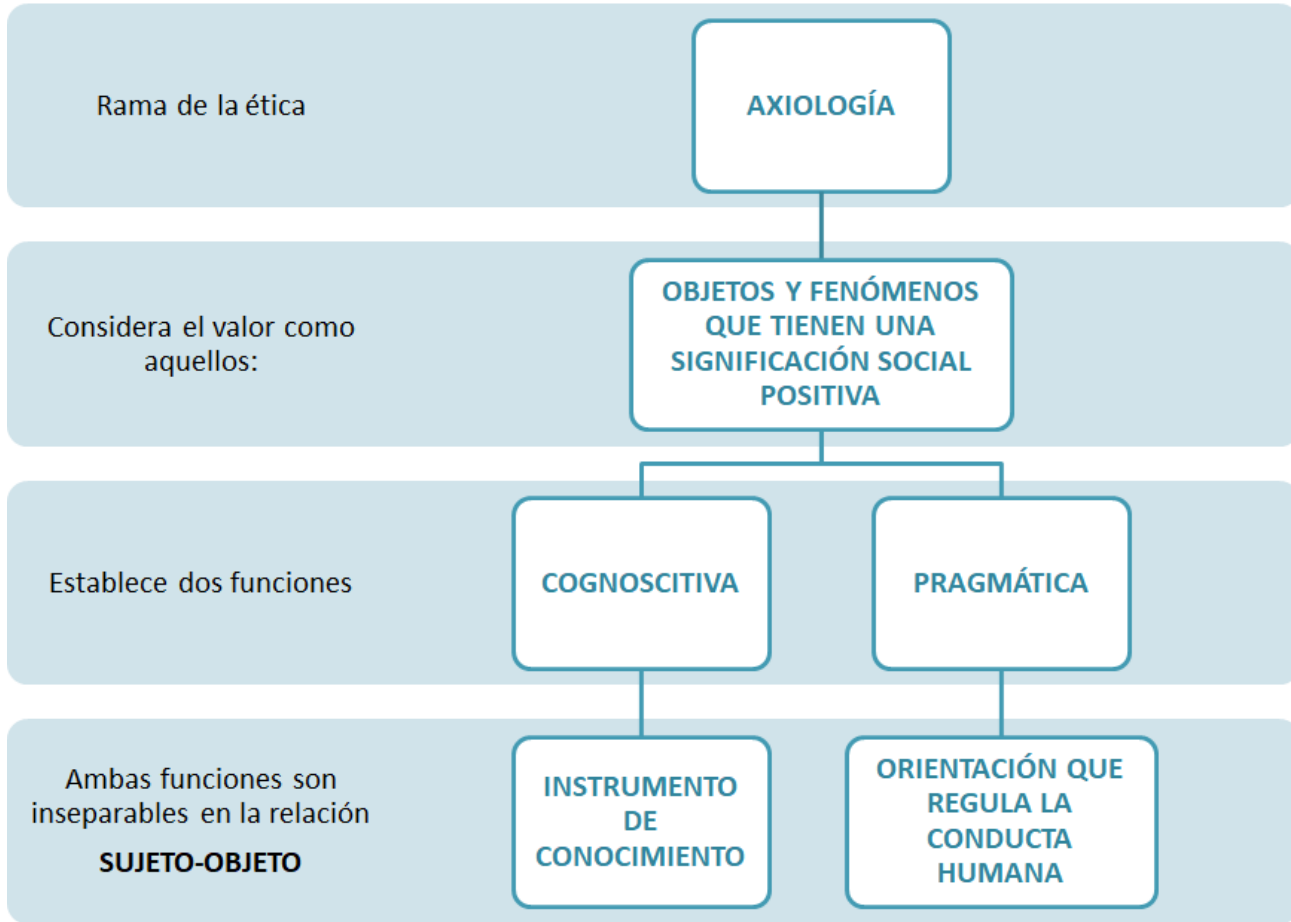 Rama de la ética
AXIOLOGÍA
Considera el valor como
aquellos:
OBJETOS Y FENÓMENOS
QUE TIENEN UNA
SIGNIFICACIÓN SOCIAL
POSITIVA
Establece dos funciones
COGNOSCITIVA
PRAGMÁTICA
Ambas funciones son
inseparables en la relación
SUJETO-OBJETO
INSTRUMENTO
DE
CONOCIMIENTO
ORIENTACIÓN QUE
REGULA LA
CONDUCTA
HUMANA